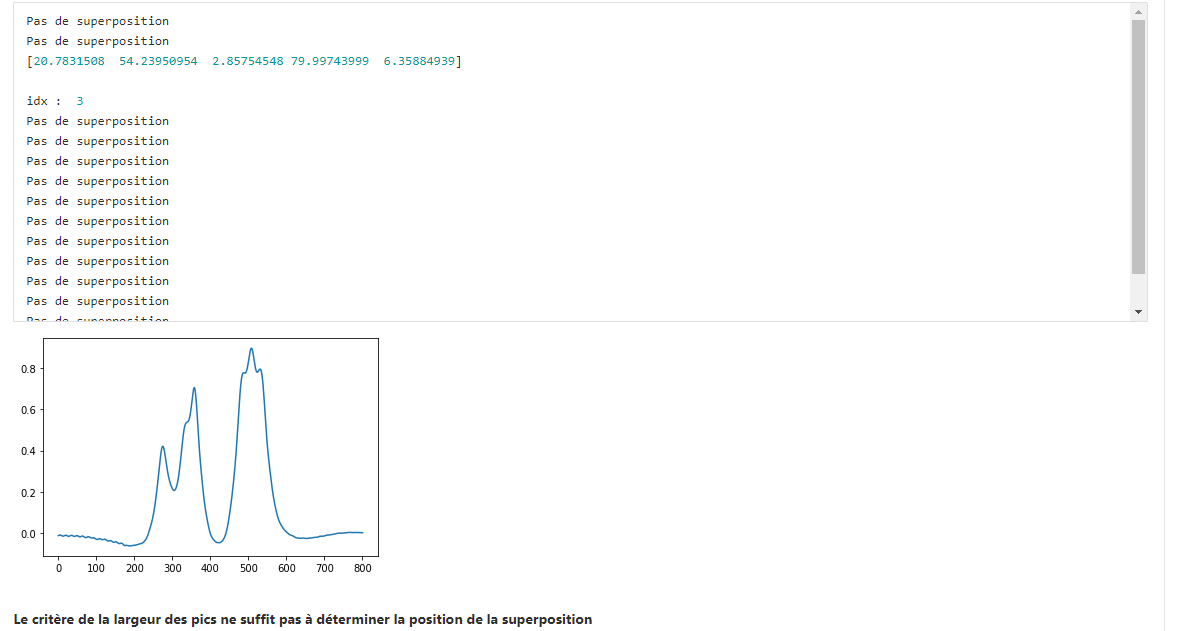 Pas de superposition
Pas de superposition
[20.7831508  54.23950954  2.85754548 79.99743999  6.35884939]
idx :  3
Pas de superposition
Pas de superposition
Pas de superposition
Pas de superposition
Pas de superposition
Pas de superposition
Pas de superposition
Pas de superposition
Pas de superposition
Pas de superposition
Pas de superposition
0.8
0.6
0.4
0.2
0.0
0 100 200 300 400 500 600 700 800
Le critère de la largeur des pics ne suffit pas à déterminer la position de la superposition